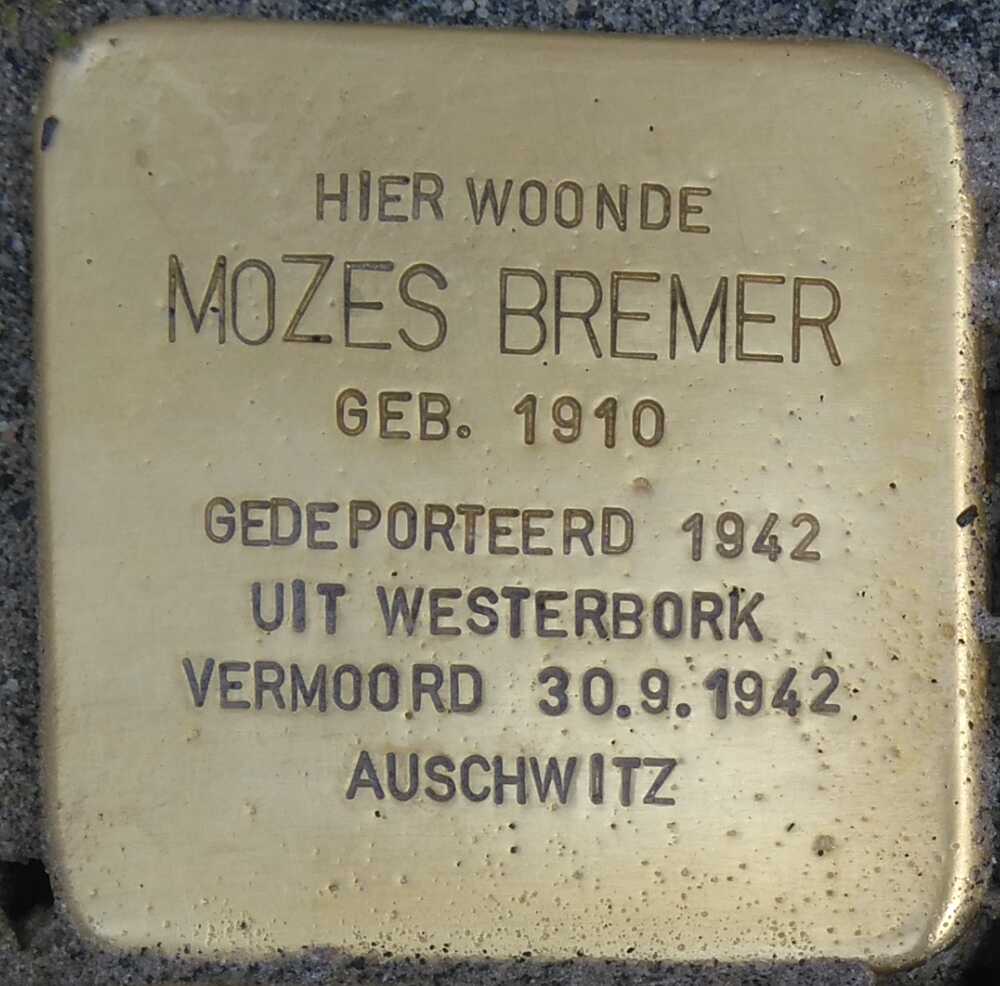 HIER WOONDE
MOZES BREMER
GEB. 1910
GEDEPORTEERD 1942
UIT WESTERBORK
VERMOORD 30.9.1942
AUSCHWITZ